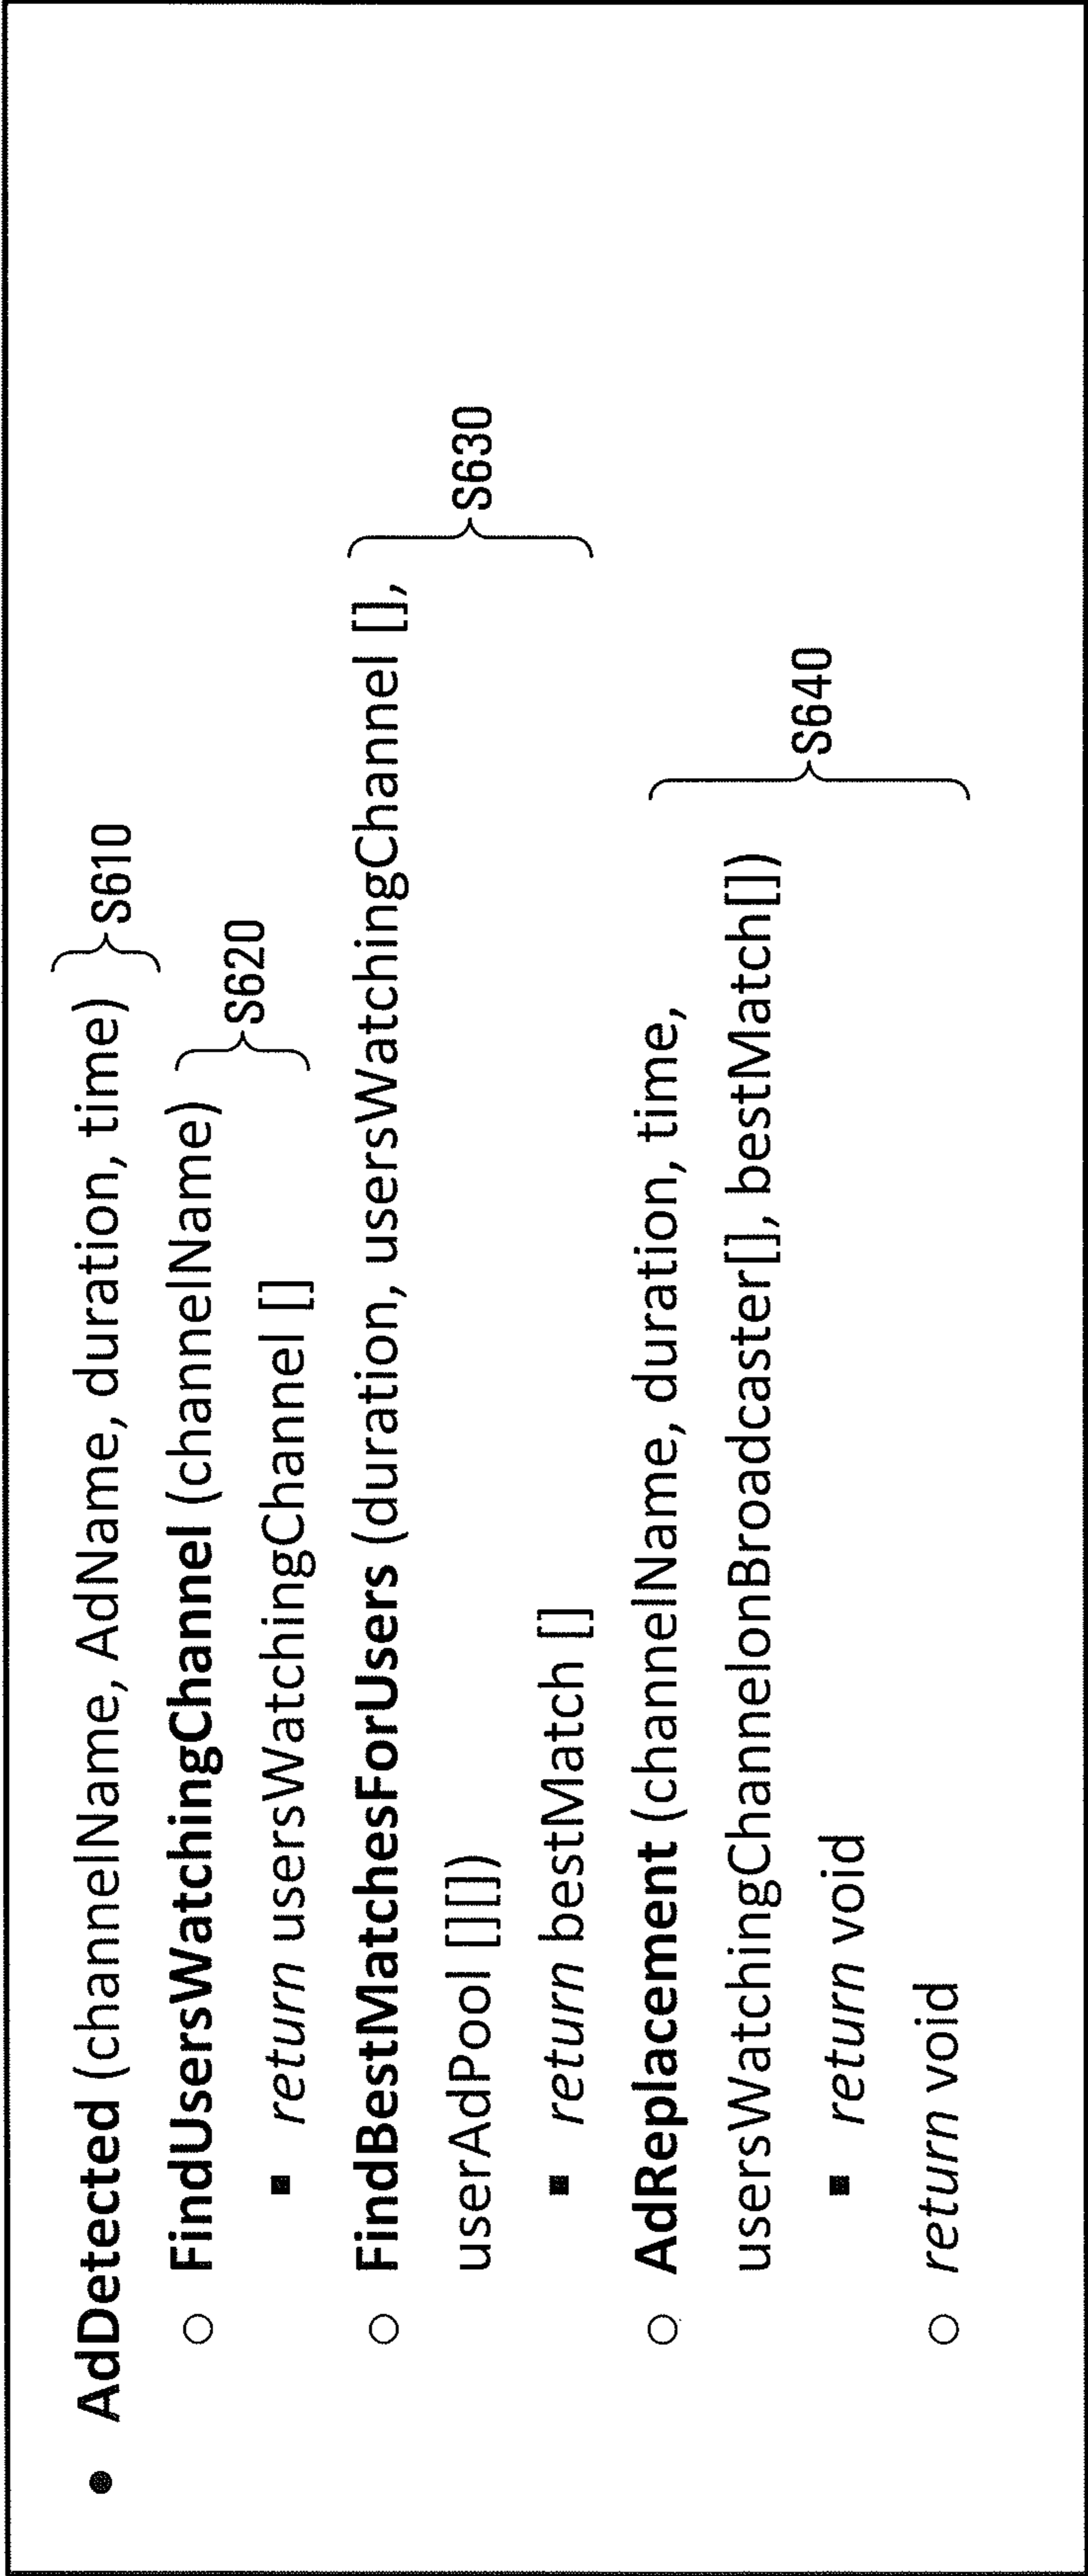 • AdDetected (channelName, AdName, duration, time) S610
○ FindUsersWatchingChannel (channelName) S620
▪ return usersWatchingChannel []
○ FindBestMatchesForUsers (duration, usersWatchingChannel [], S630
userAdPool [][])
▪ return bestMatch []
○ AdReplacement (channelName, duration, time, S640
usersWatchingChannelonBroadcaster[], bestMatch[])
▪ return void
○ return void